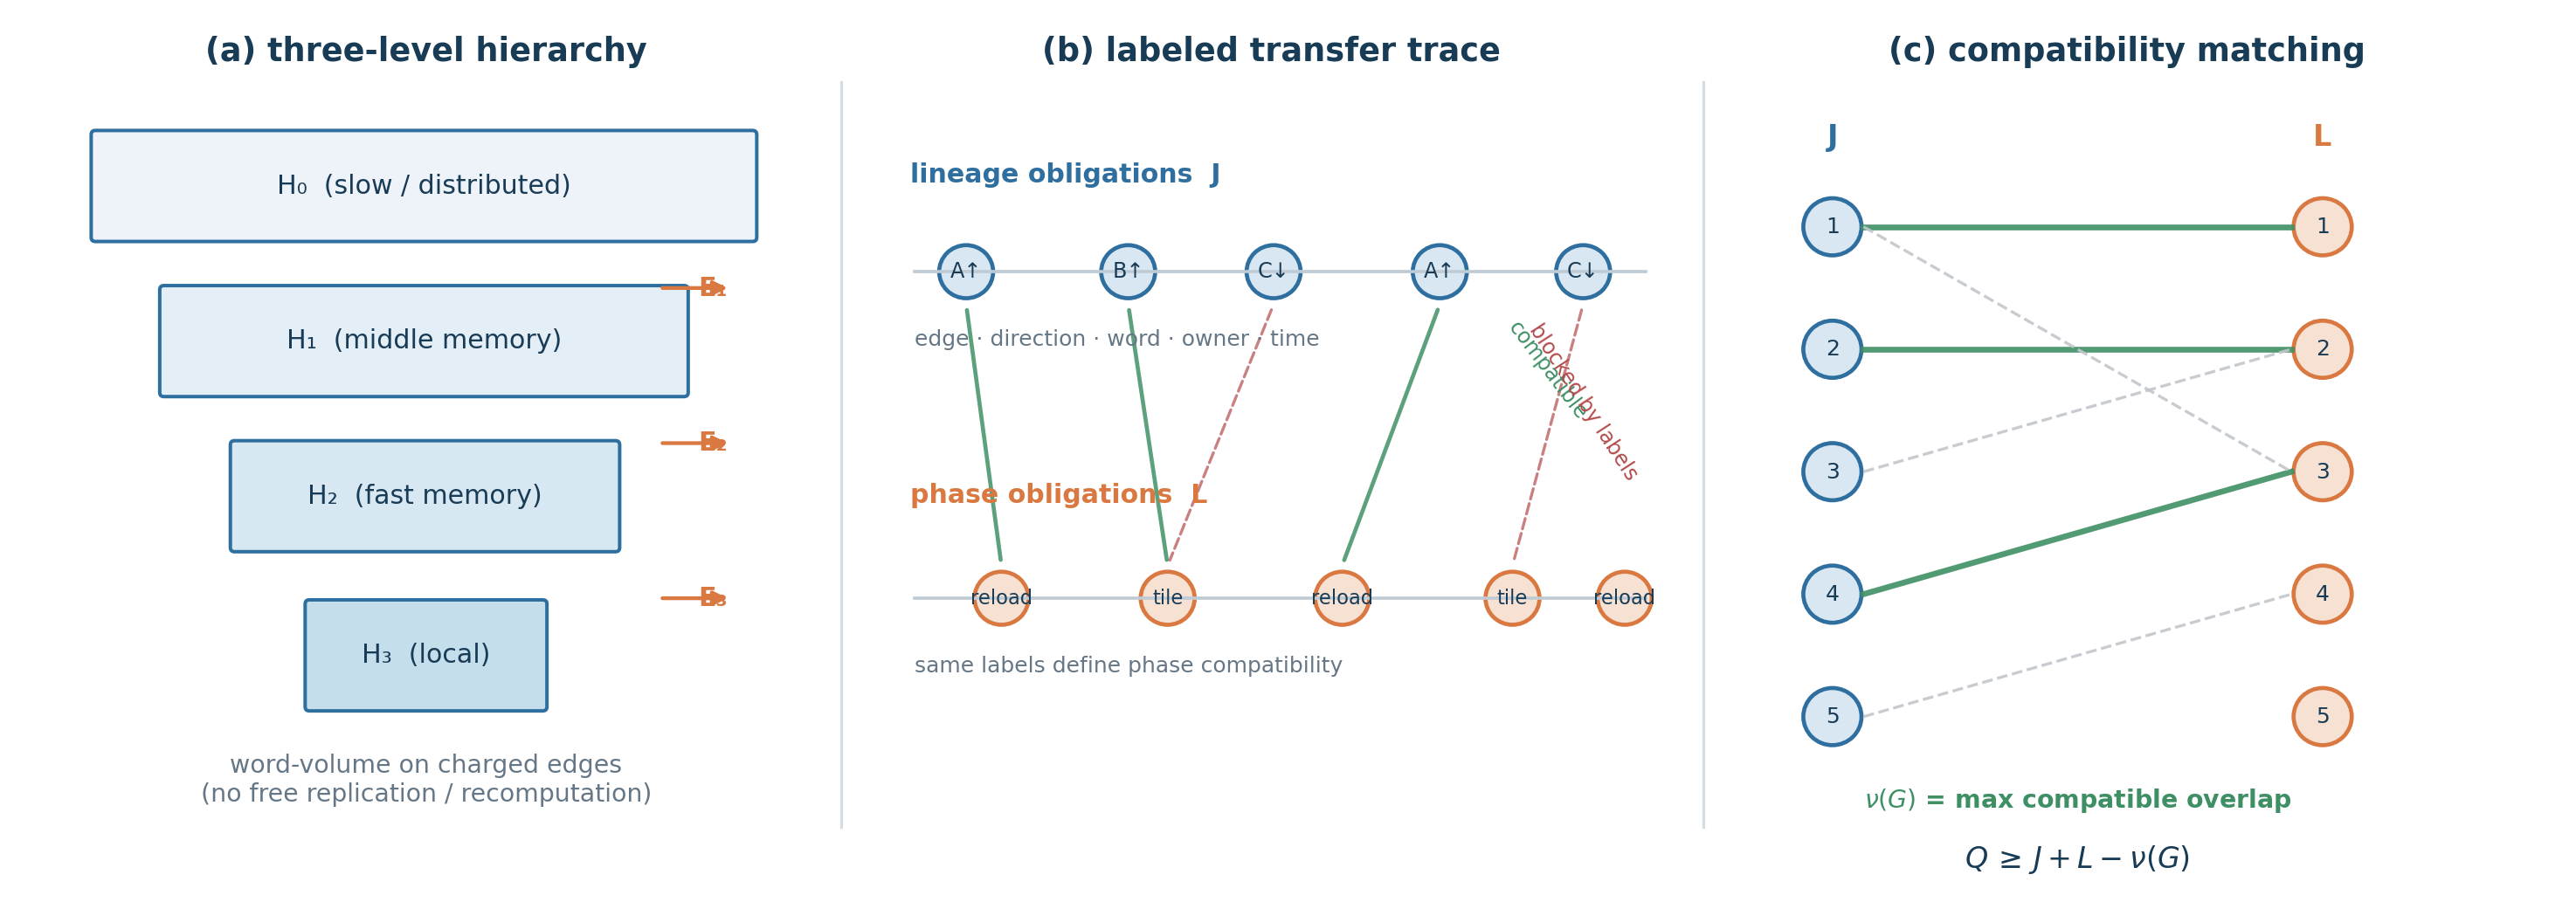 (a) three-level hierarchy
H₀ (slow / distributed)
E₁
H₁ (middle memory)
E₂
H₂ (fast memory)
E₃
H₃ (local)
word-volume on charged edges
(no free replication / recomputation)
(b) labeled transfer trace
lineage obligations J
A↑ B↑ C↓ A↑ C↓
edge · direction · word · owner · time
compatible
blocked by labels
phase obligations L
reload tile reload tile reload
same labels define phase compatibility
(c) compatibility matching
J L
1 1
2 2
3 3
4 4
5 5
ν(G) = max compatible overlap
Q ≥ J + L − ν(G)